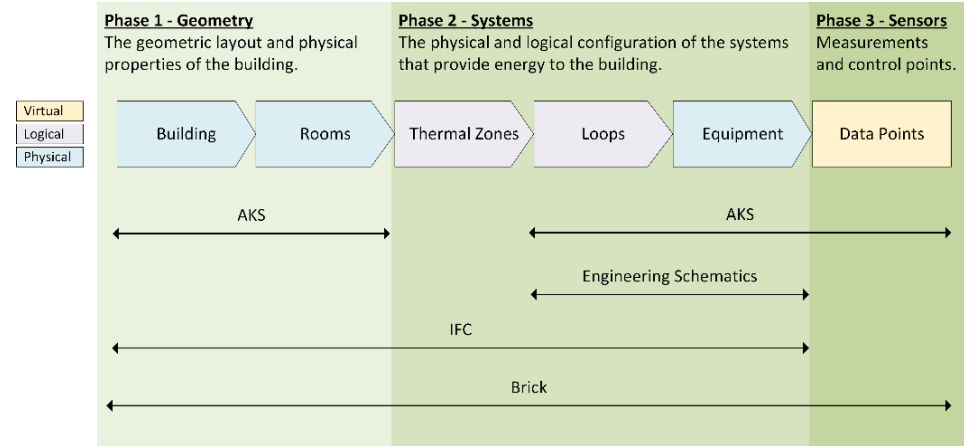 Phase 1 - Geometry
The geometric layout and physical
properties of the building.
Phase 2 - Systems
The physical and logical configuration of the systems
that provide energy to the building.
Phase 3 - Sensors
Measurements
and control points.
Virtual
Logical
Physical
Building
Rooms
Thermal Zones
Loops
Equipment
Data Points
AKS
AKS
Engineering Schematics
IFC
Brick